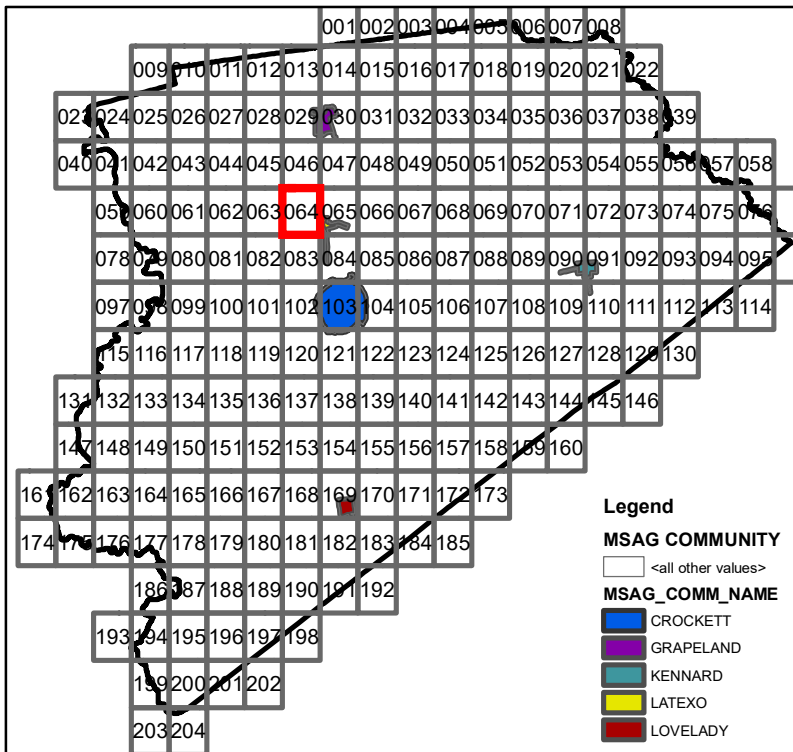 001 002 003 004 005 006 007 008
009 010 011 012 013 014 015 016 017 018 019 020 021 022
023 024 025 026 027 028 029 030 031 032 033 034 035 036 037 038 039
040 041 042 043 044 045 046 047 048 049 050 051 052 053 054 055 056 057 058
059 060 061 062 063 064 065 066 067 068 069 070 071 072 073 074 075 076
078 079 080 081 082 083 084 085 086 087 088 089 090 091 092 093 094 095
097 098 099 100 101 102 103 104 105 106 107 108 109 110 111 112 113 114
115 116 117 118 119 120 121 122 123 124 125 126 127 128 129 130
131 132 133 134 135 136 137 138 139 140 141 142 143 144 145 146
147 148 149 150 151 152 153 154 155 156 157 158 159 160
161 162 163 164 165 166 167 168 169 170 171 172 173
174 175 176 177 178 179 180 181 182 183 184 185
186 187 188 189 190 191 192
193 194 195 196 197 198
199 200 201 202
203 204
Legend
MSAG COMMUNITY
<all other values>
MSAG_COMM_NAME
CROCKETT
GRAPELAND
KENNARD
LATEXO
LOVELADY